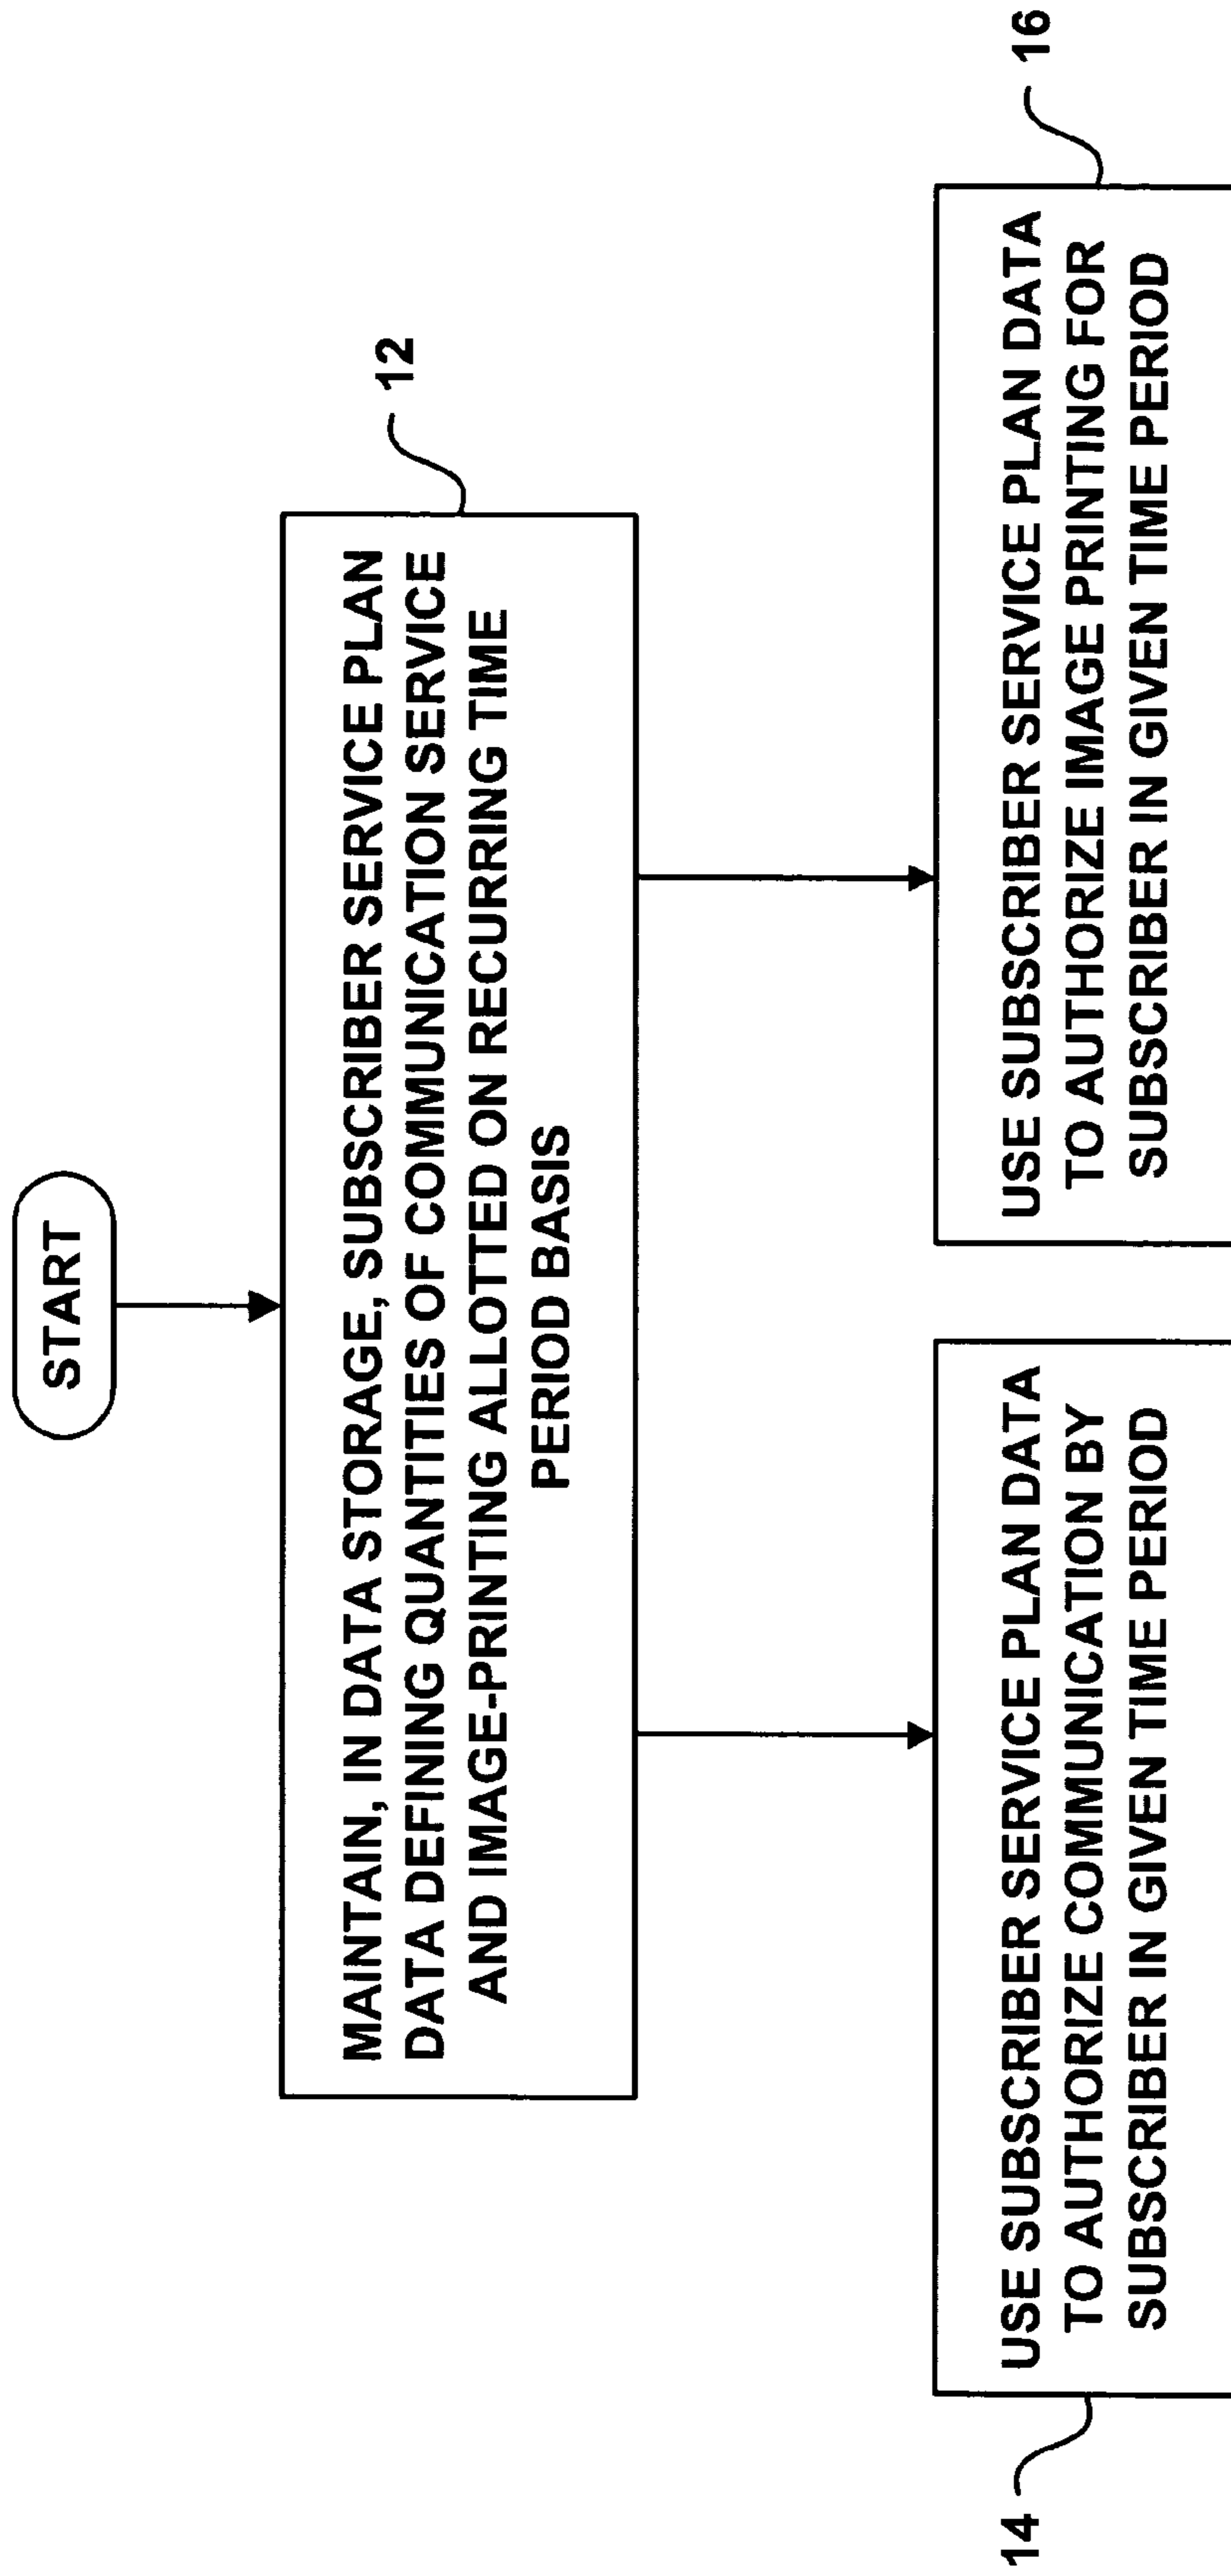 START
MAINTAIN, IN DATA STORAGE, SUBSCRIBER SERVICE PLAN
DATA DEFINING QUANTITIES OF COMMUNICATION SERVICE
AND IMAGE-PRINTING ALLOTTED ON RECURRING TIME
PERIOD BASIS
12
14
USE SUBSCRIBER SERVICE PLAN DATA
TO AUTHORIZE COMMUNICATION BY
SUBSCRIBER IN GIVEN TIME PERIOD
USE SUBSCRIBER SERVICE PLAN DATA
TO AUTHORIZE IMAGE PRINTING FOR
SUBSCRIBER IN GIVEN TIME PERIOD
16